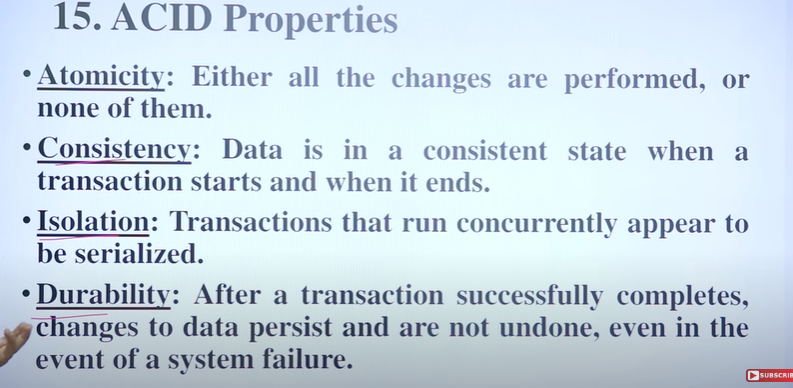 15. ACID Properties
• Atomicity: Either all the changes are performed, or
none of them.
• Consistency: Data is in a consistent state when a
transaction starts and when it ends.
• Isolation: Transactions that run concurrently appear to
be serialized.
• Durability: After a transaction successfully completes,
changes to data persist and are not undone, even in the
event of a system failure.